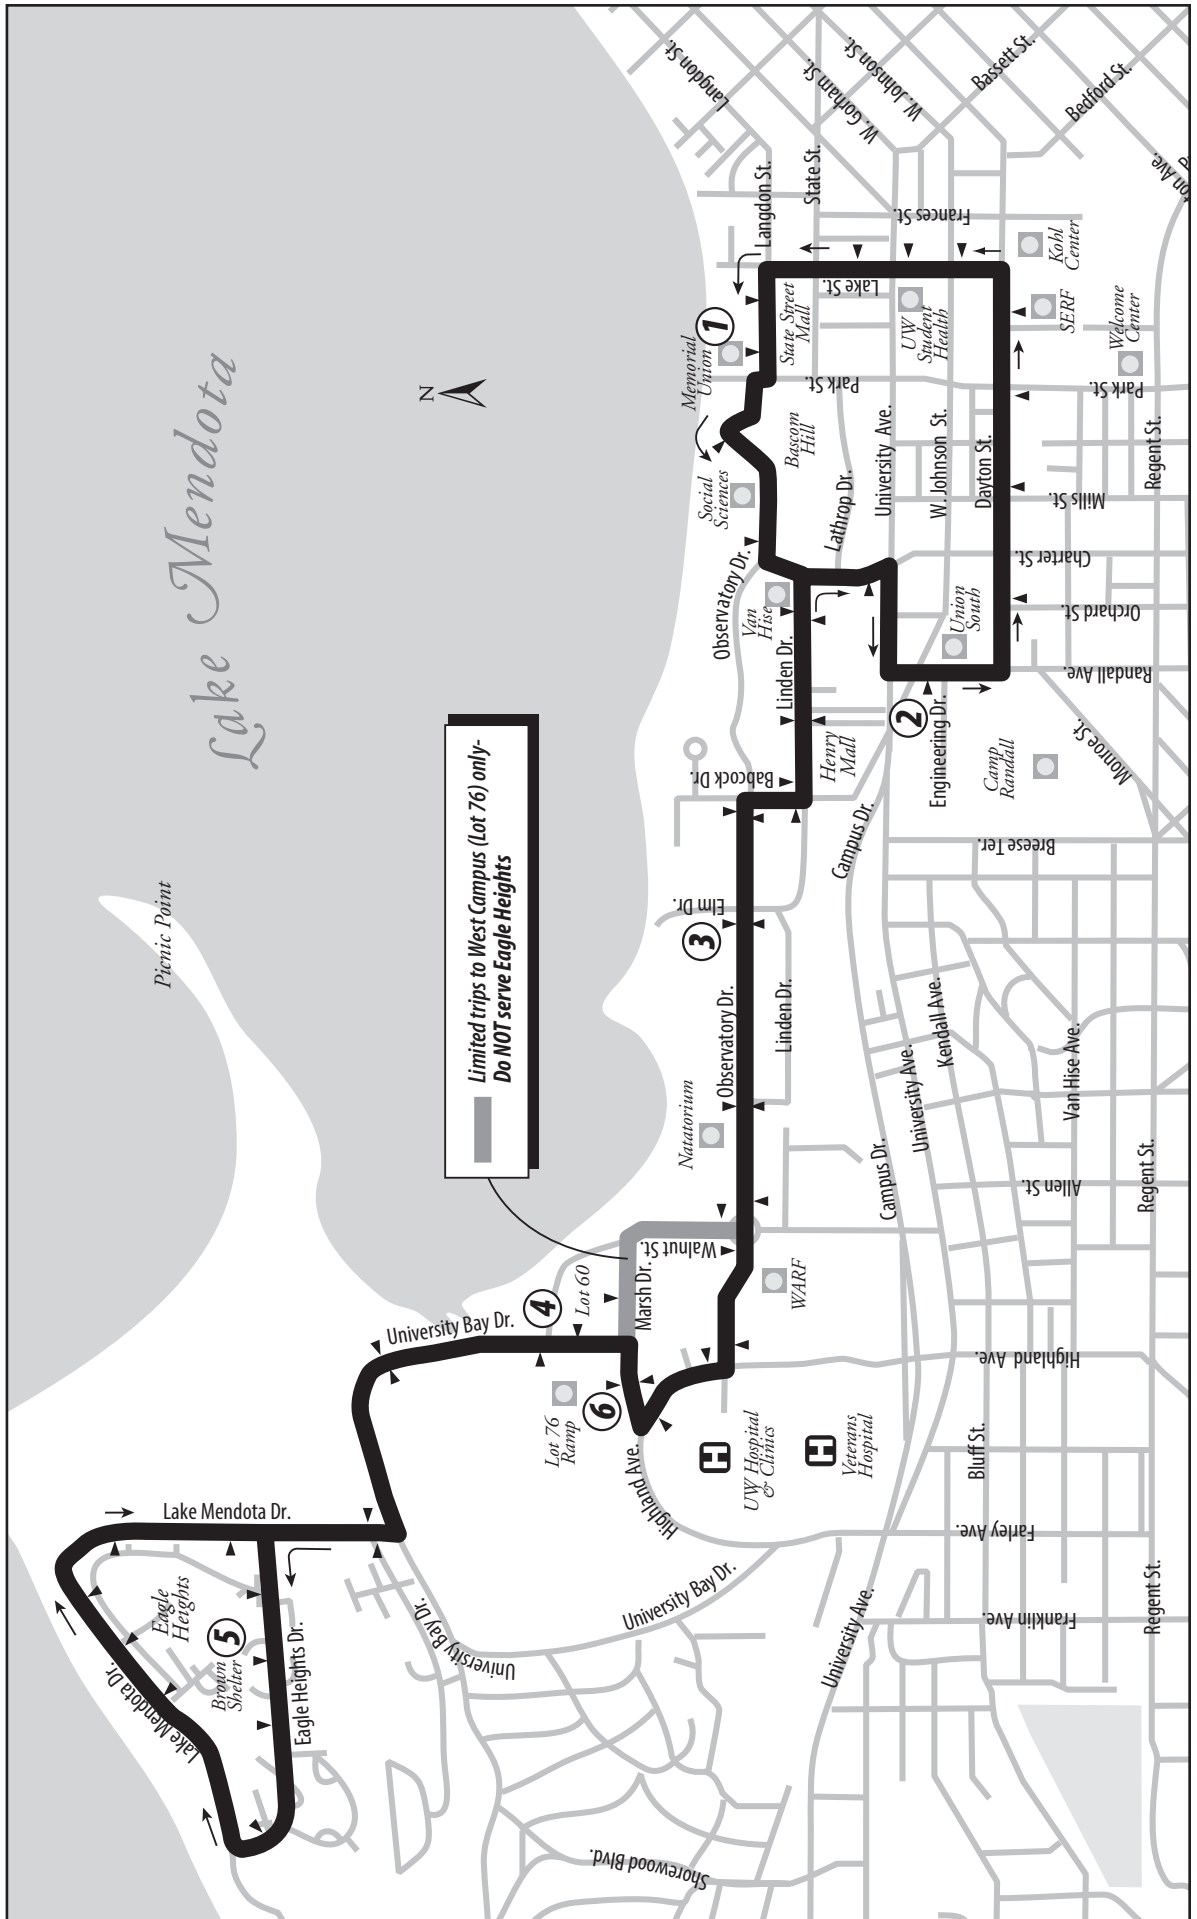 Lake Mendota
Picnic Point
N
Limited trips to West Campus (Lot 76) only-
Do NOT serve Eagle Heights
Lake Mendota Dr.
Lake Mendota Dr.
Eagle
Heights
5
Brown
Shelter
Eagle Heights Dr.
University Bay Dr.
University Bay Dr.
University Bay Dr.
4
Lot 60
Lot 76
Ramp
6
Marsh Dr.
Walnut St.
Highland Ave.
UW Hospital
& Clinics
Veterans
Hospital
H
H
WARF
Natatorium
Observatory Dr.
Linden Dr.
3
Elm Dr.
Babcock Dr.
Henry
Mall
Linden Dr.
Van
Hise
Observatory Dr.
Social
Sciences
Bascom
Hill
Memorial
Union
1
State Street
Mall
Langdon St.
Langdon St.
State St.
W. Gorham St.
W. Johnson St.
Bassett St.
Bedford St.
Frances St.
Lake St.
UW
Student
Health
Kohl
Center
SERF
Welcome
Center
Park St.
Park St.
Lathrop Dr.
University Ave.
W. Johnson St.
Dayton St.
Mills St.
Charter St.
Orchard St.
Regent St.
Union
South
2
Engineering Dr.
Camp
Randall
Randall Ave.
Monroe St.
Breese Ter.
Campus Dr.
Campus Dr.
University Ave.
Kendall Ave.
Van Hise Ave.
Allen St.
Regent St.
Highland Ave.
Bluff St.
Farley Ave.
Franklin Ave.
Regent St.
University Ave.
Shorewood Blvd.
on Ave.